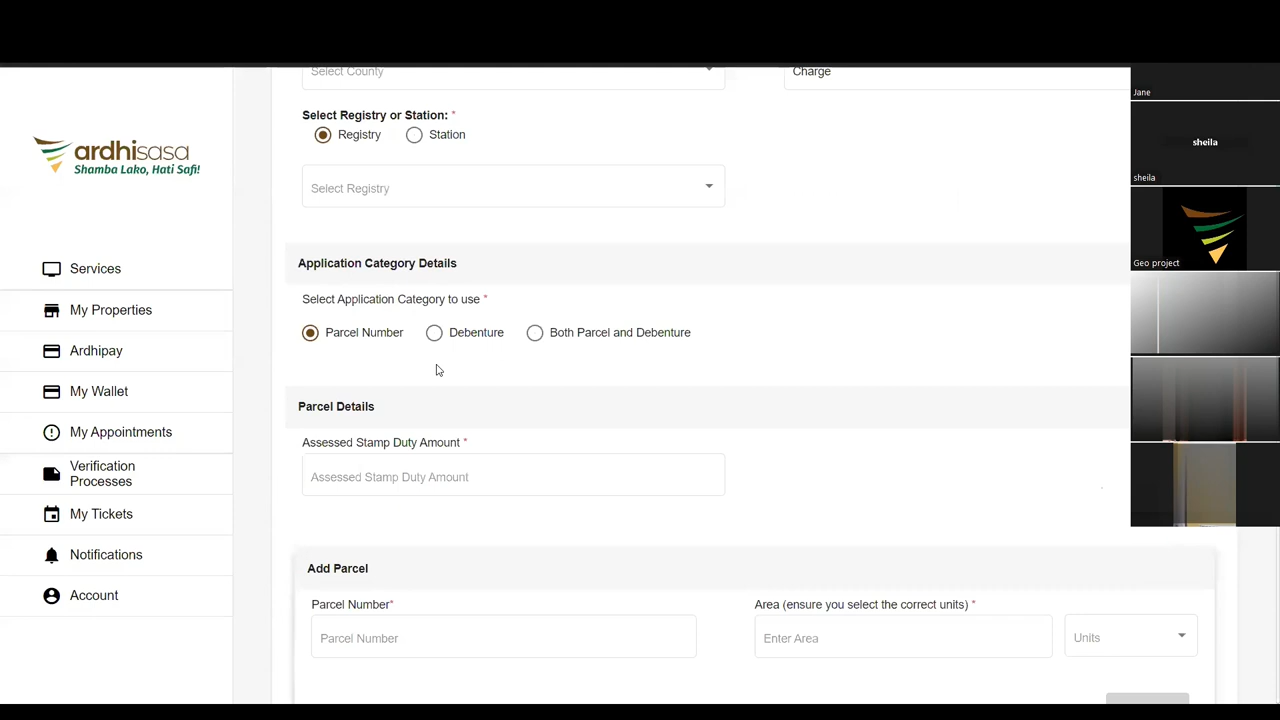 Select County
Charge
Jane
Select Registry or Station: *
Registry
Station
sheila
sheila
ardhisasa
Shamba Lako, Hati Safi!
Select Registry
Geo project
Services
Application Category Details
My Properties
Select Application Category to use *
Parcel Number
Debenture
Both Parcel and Debenture
Ardhipay
My Wallet
Parcel Details
My Appointments
Assessed Stamp Duty Amount *
Assessed Stamp Duty Amount
Verification
Processes
My Tickets
Notifications
Add Parcel
Account
Parcel Number*
Area (ensure you select the correct units) *
Parcel Number
Enter Area
Units